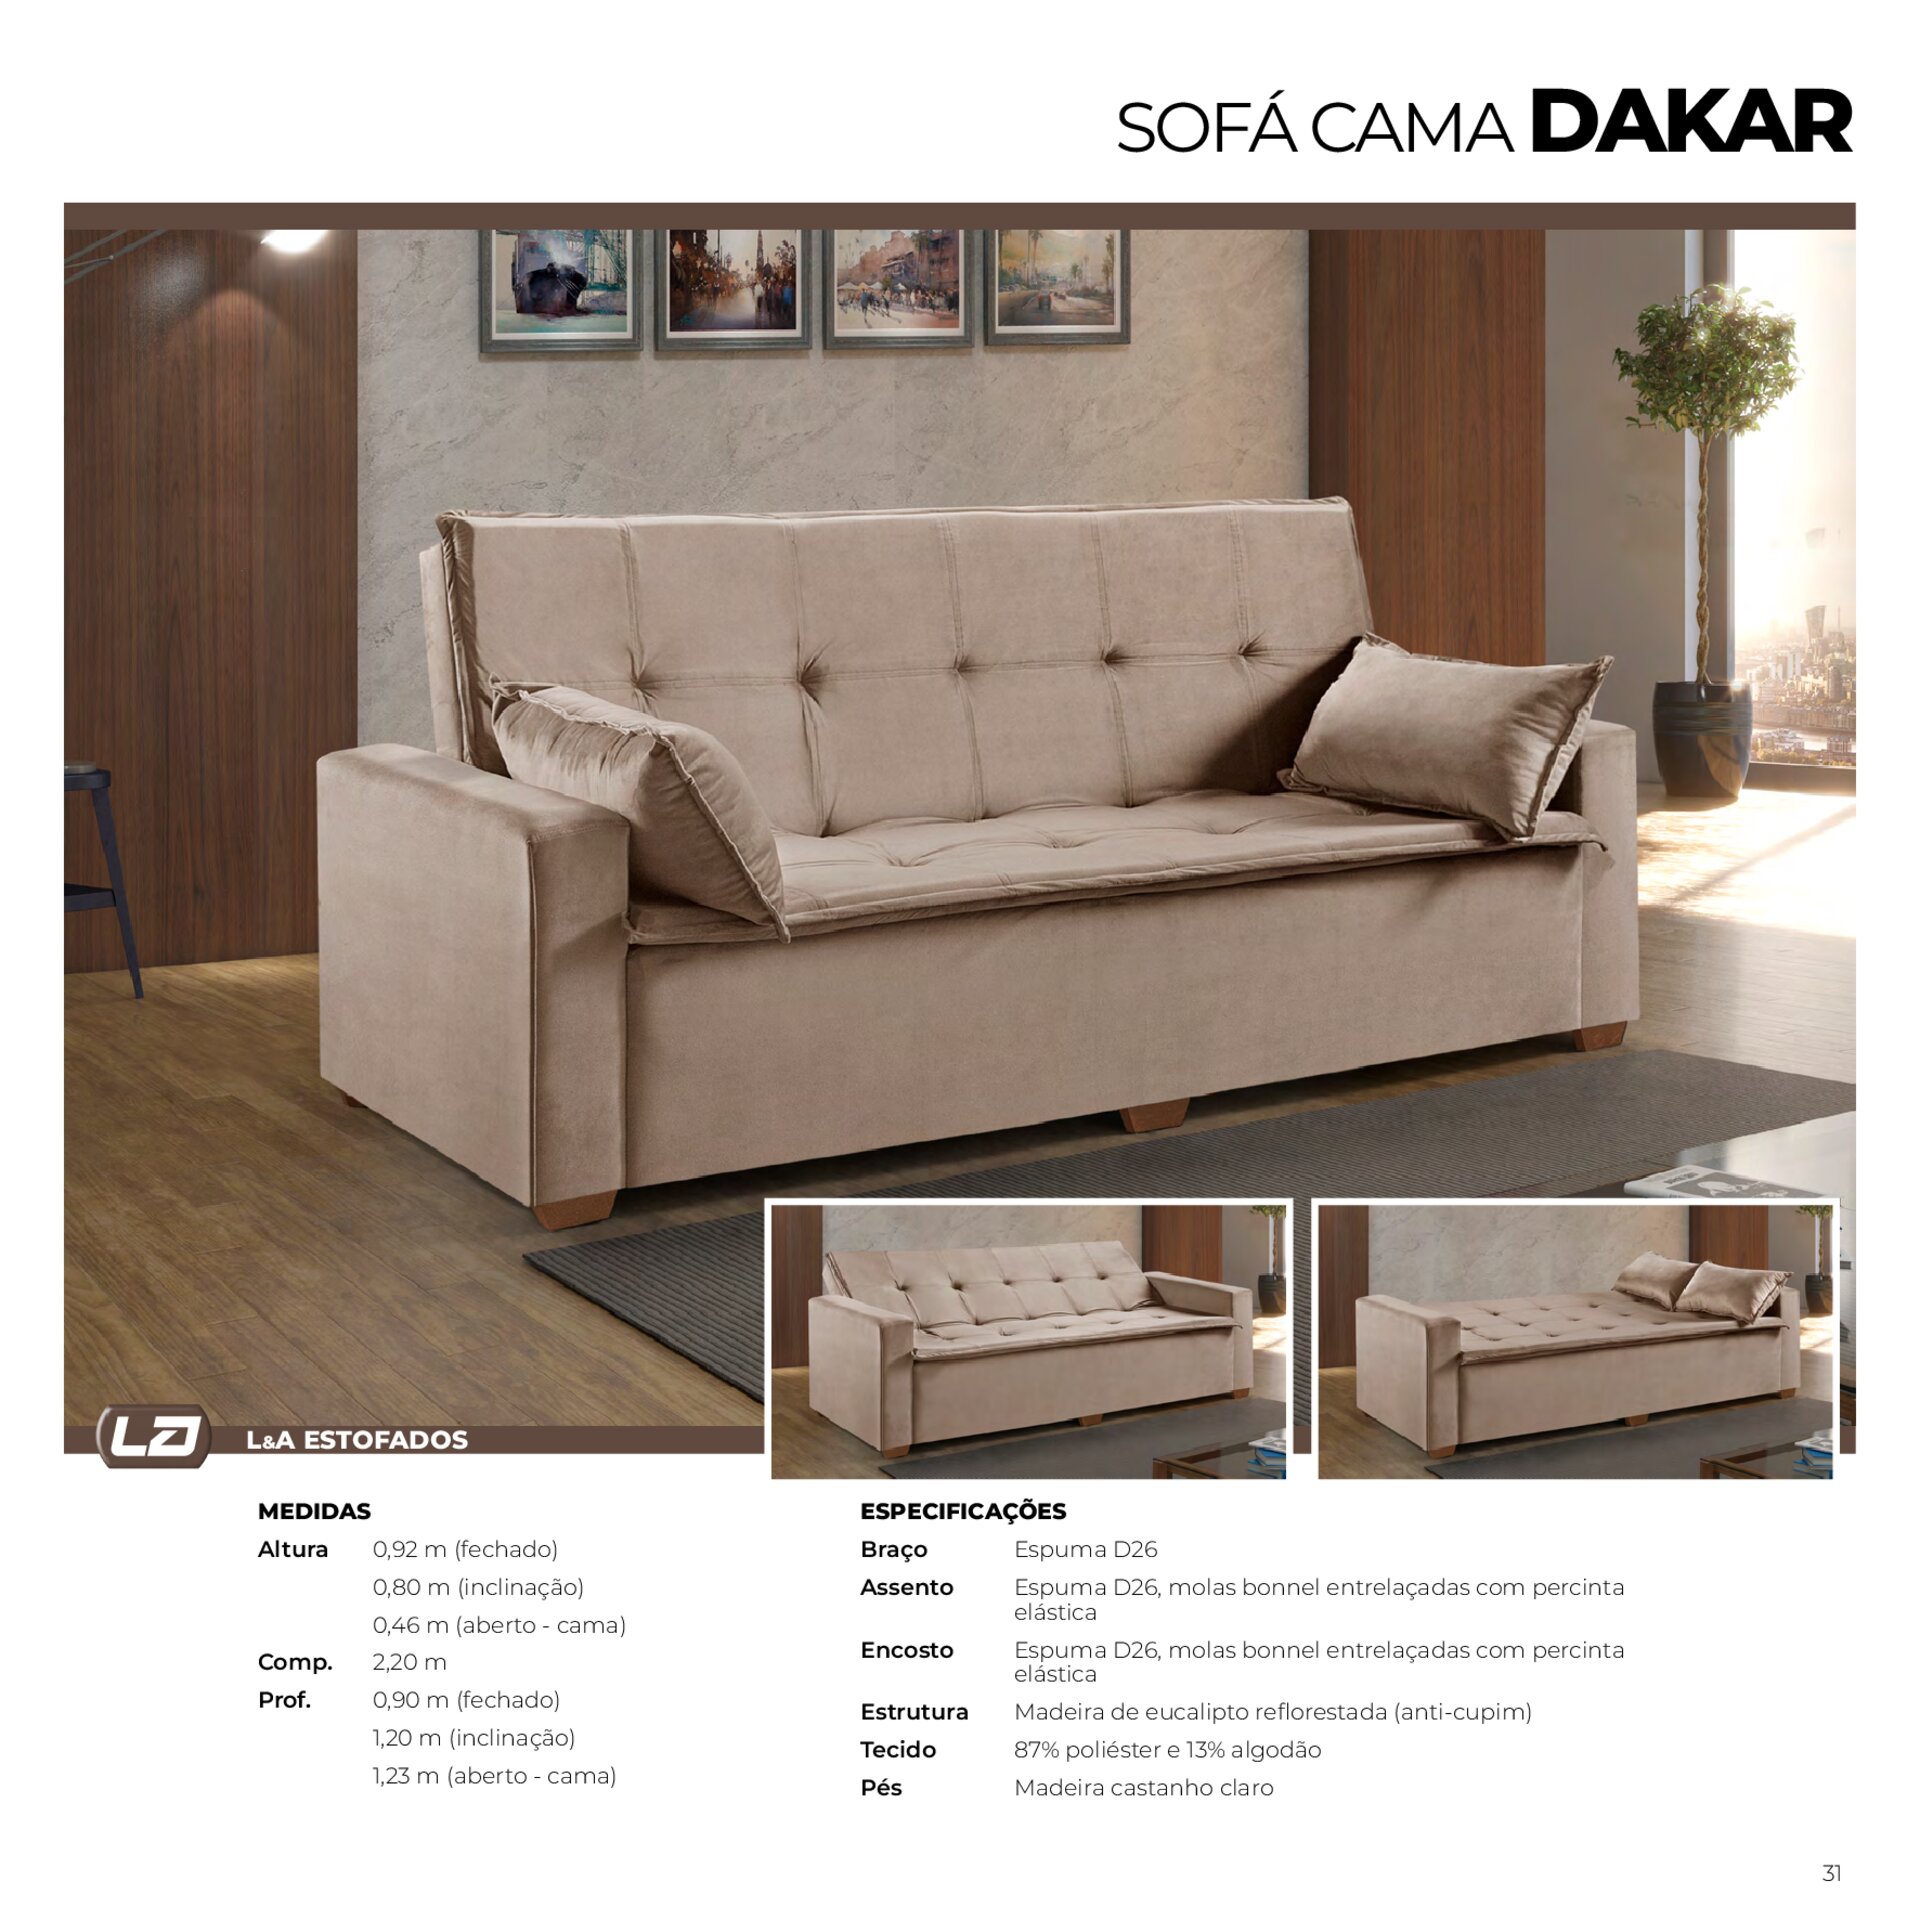 SOFÁ CAMA DAKAR
LA L&A ESTOFADOS
MEDIDAS
Altura 0,92 m (fechado)
0,80 m (inclinação)
0,46 m (aberto - cama)
Comp. 2,20 m
Prof. 0,90 m (fechado)
1,20 m (inclinação)
1,23 m (aberto - cama)
ESPECIFICAÇÕES
Braço Espuma D26
Assento Espuma D26, molas bonnel entrelaçadas com percinta
elástica
Encosto Espuma D26, molas bonnel entrelaçadas com percinta
elástica
Estrutura Madeira de eucalipto reflorestada (anti-cupim)
Tecido 87% poliéster e 13% algodão
Pés Madeira castanho claro
31